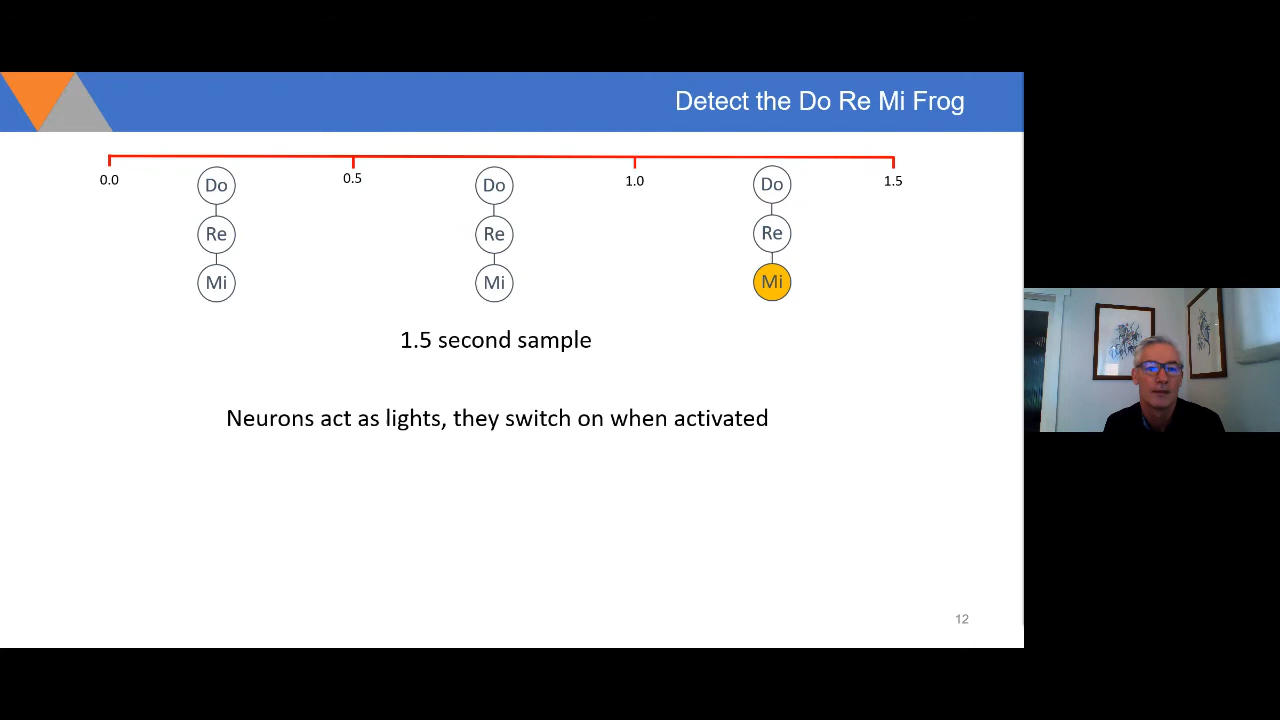 Detect the Do Re Mi Frog
0.0 0.5 1.0 1.5
Do Do Do
Re Re Re
Mi Mi Mi
1.5 second sample
Neurons act as lights, they switch on when activated
12